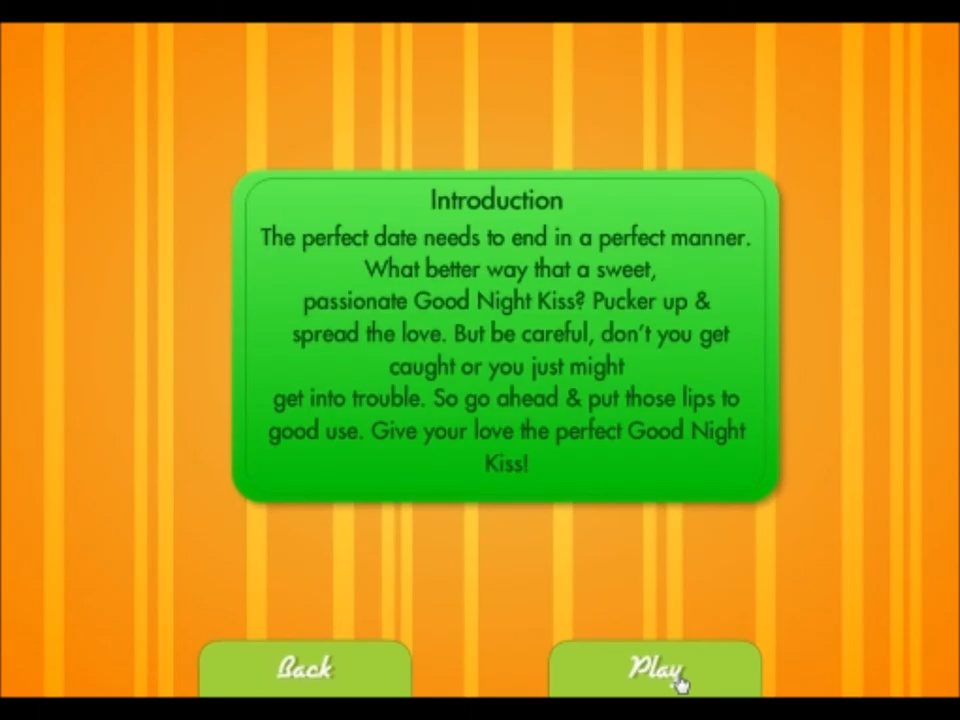 Introduction
The perfect date needs to end in a perfect manner.
What better way that a sweet,
passionate Good Night Kiss? Pucker up &
spread the love. But be careful, don't you get
caught or you just might
get into trouble. So go ahead & put those lips to
good use. Give your love the perfect Good Night
Kiss!
Back
Play